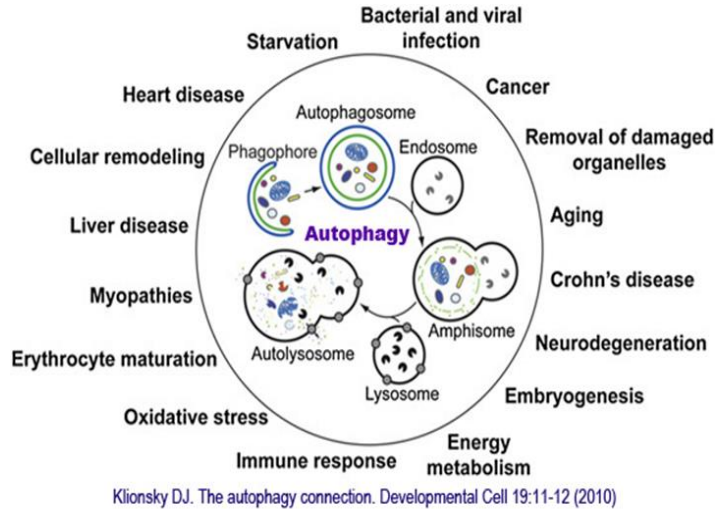 Bacterial and viral
infection
Starvation
Cancer
Heart disease
Autophagosome
Removal of damaged
organelles
Cellular remodeling
Phagophore
Endosome
Aging
Liver disease
Autophagy
Crohn's disease
Myopathies
Amphisome
Neurodegeneration
Autolysosome
Erythrocyte maturation
Lysosome
Embryogenesis
Oxidative stress
Energy
metabolism
Immune response
Klionsky DJ. The autophagy connection. Developmental Cell 19:11-12 (2010)